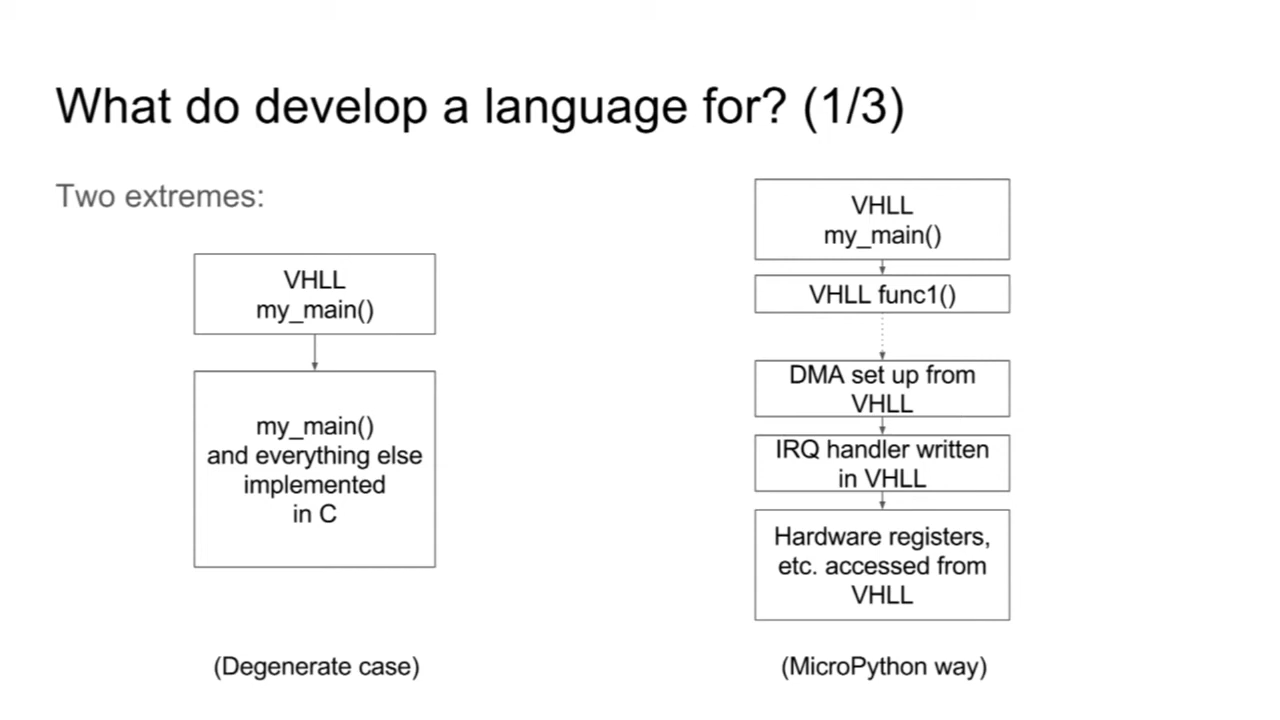 What do develop a language for? (1/3)
Two extremes:
VHLL
my_main()
my_main()
and everything else
implemented
in C
(Degenerate case)
VHLL
my_main()
VHLL func1()
DMA set up from
VHLL
IRQ handler written
in VHLL
Hardware registers,
etc. accessed from
VHLL
(MicroPython way)